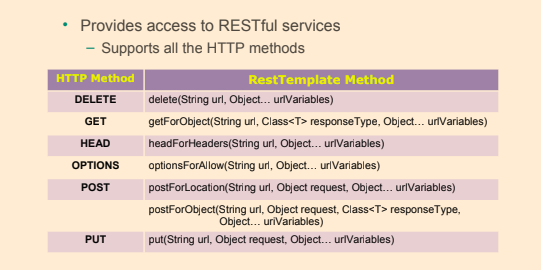 • Provides access to RESTful services
– Supports all the HTTP methods
HTTP Method RestTemplate Method
DELETE delete(String url, Object… urlVariables)
GET getForObject(String url, Class<T> responseType, Object… urlVariables)
HEAD headForHeaders(String url, Object… urlVariables)
OPTIONS optionsForAllow(String url, Object… urlVariables)
POST postForLocation(String url, Object request, Object… urlVariables)
postForObject(String url, Object request, Class<T> responseType,
Object… uriVariables)
PUT put(String url, Object request, Object… urlVariables)